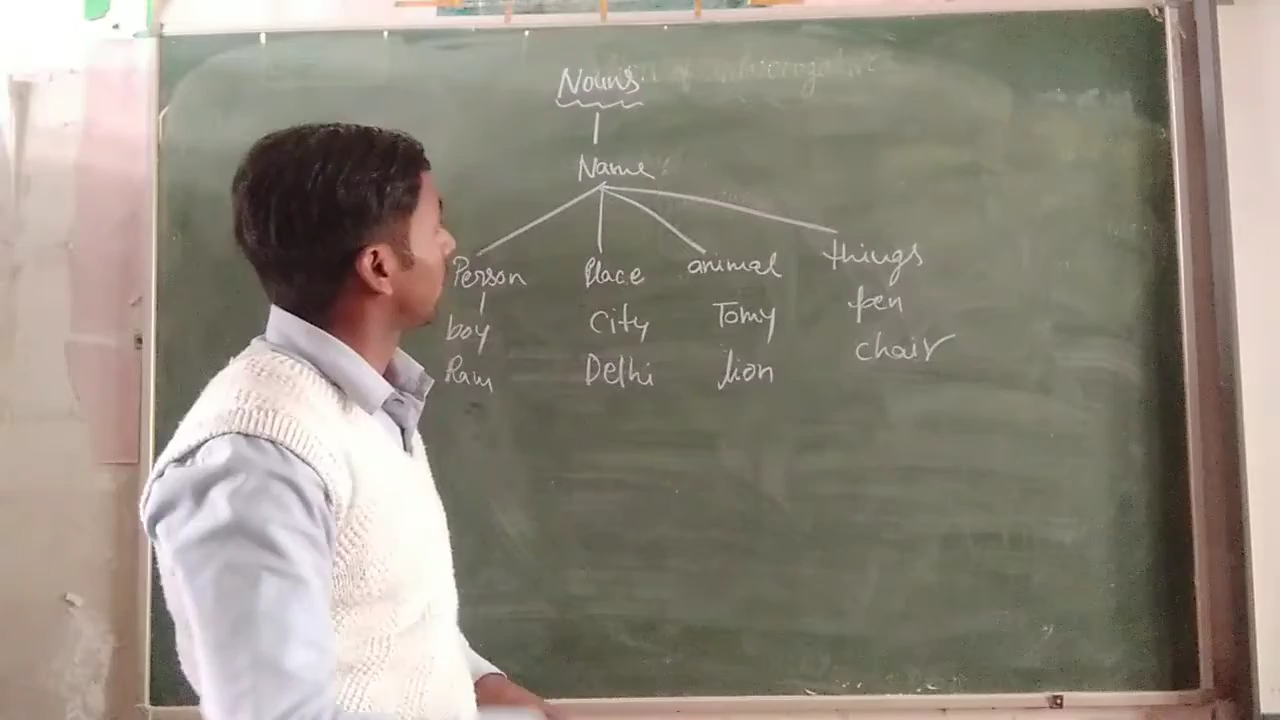 Nouns
Name
Person Place animal things
boy City Tomy pen
Ram Delhi lion chair